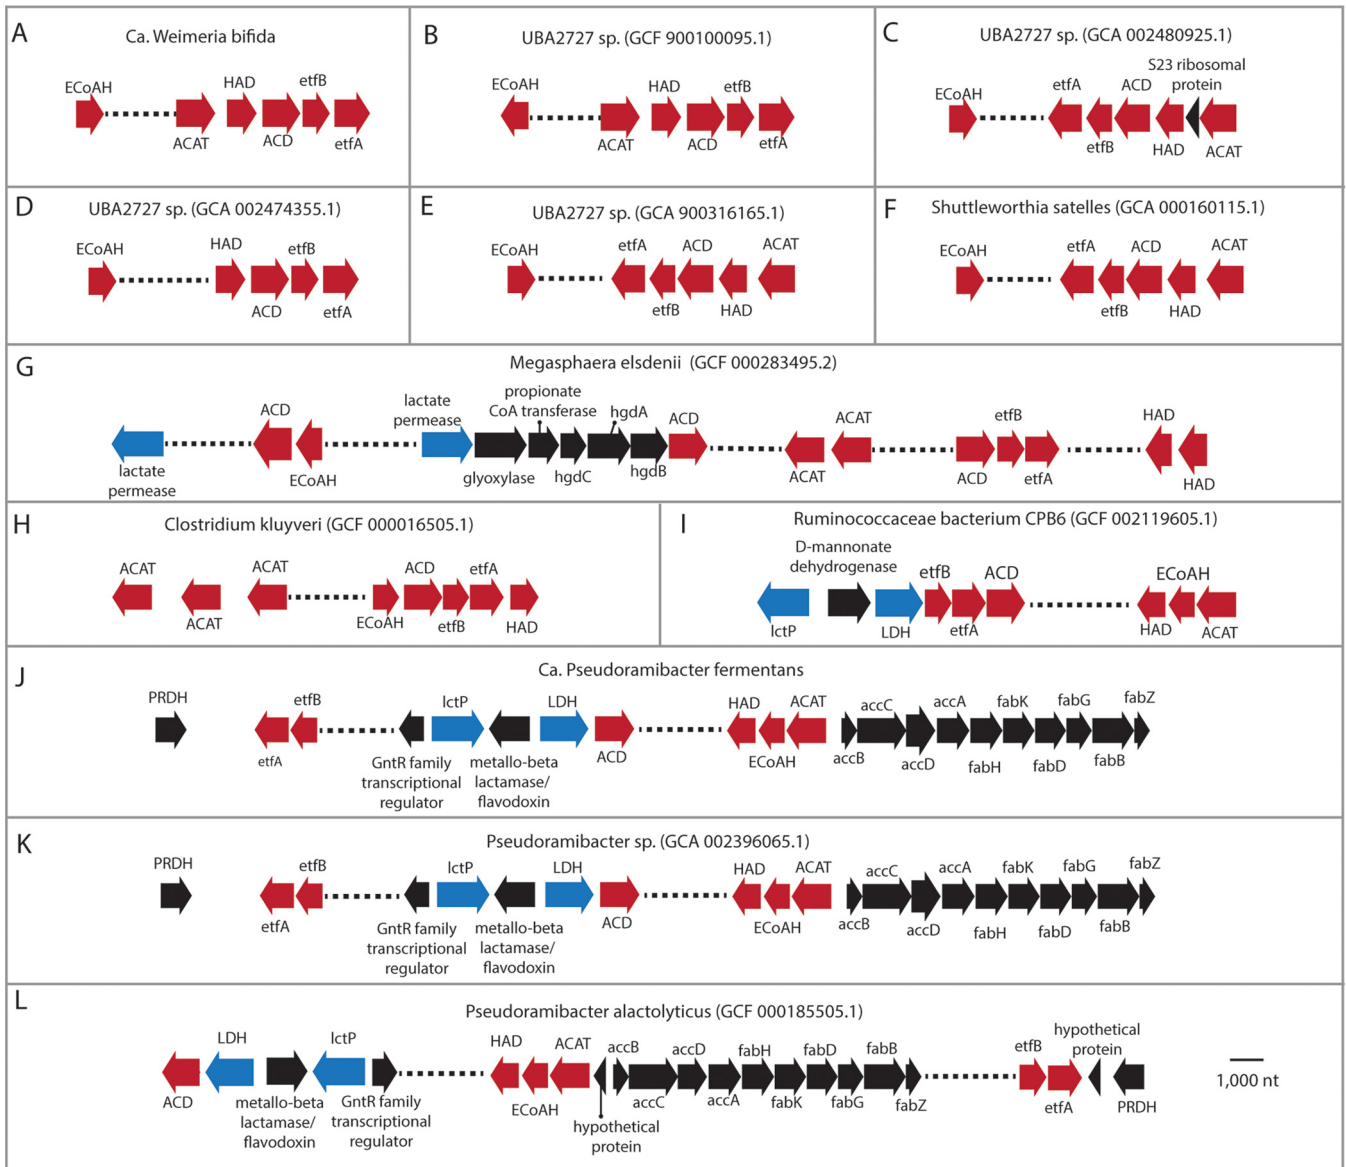 A
Ca. Weimeria bifida
ECoAH
HAD
etfB
ACAT
ACD
etfA
B
UBA2727 sp. (GCF 900100095.1)
ECoAH
HAD
etfB
ACAT
ACD
etfA
C
UBA2727 sp. (GCA 002480925.1)
S23 ribosomal
protein
ECoAH
etfA
ACD
etfB
HAD
ACAT
D
UBA2727 sp. (GCA 002474355.1)
ECoAH
HAD
etfB
ACD
etfA
E
UBA2727 sp. (GCA 900316165.1)
ECoAH
etfA
ACD
ACAT
etfB
HAD
F
Shuttleworthia satelles (GCA 000160115.1)
ECoAH
etfA
ACD
ACAT
etfB
HAD
G
Megasphaera elsdenii (GCF 000283495.2)
lactate
permease
ACD
ECoAH
lactate
permease
glyoxylase
propionate
CoA transferase
hgdC
hgdA
hgdB
ACD
ACAT
ACAT
ACD
etfB
etfA
HAD
HAD
H
Clostridium kluyveri (GCF 000016505.1)
ACAT
ACAT
ACAT
ECoAH
ACD
etfB
etfA
HAD
I
Ruminococcaceae bacterium CPB6 (GCF 002119605.1)
D-mannonate
dehydrogenase
lctP
LDH
etfB
etfA
ACD
ECoAH
HAD
ACAT
J
Ca. Pseudoramibacter fermentans
PRDH
etfA
etfB
GntR family
transcriptional
regulator
lctP
metallo-beta
lactamase/
flavodoxin
LDH
ACD
HAD
ECoAH
ACAT
accB
accC
accD
accA
fabH
fabK
fabD
fabG
fabB
fabZ
K
Pseudoramibacter sp. (GCA 002396065.1)
PRDH
etfA
etfB
GntR family
transcriptional
regulator
lctP
metallo-beta
lactamase/
flavodoxin
LDH
ACD
HAD
ECoAH
ACAT
accB
accC
accD
accA
fabH
fabK
fabD
fabG
fabB
fabZ
L
Pseudoramibacter alactolyticus (GCF 000185505.1)
ACD
LDH
metallo-beta
lactamase/
flavodoxin
lctP
GntR family
transcriptional
regulator
HAD
ECoAH
ACAT
hypothetical
protein
accB
accC
accD
accA
fabH
fabK
fabD
fabG
fabB
fabZ
etfB
etfA
hypothetical
protein
PRDH
1,000 nt